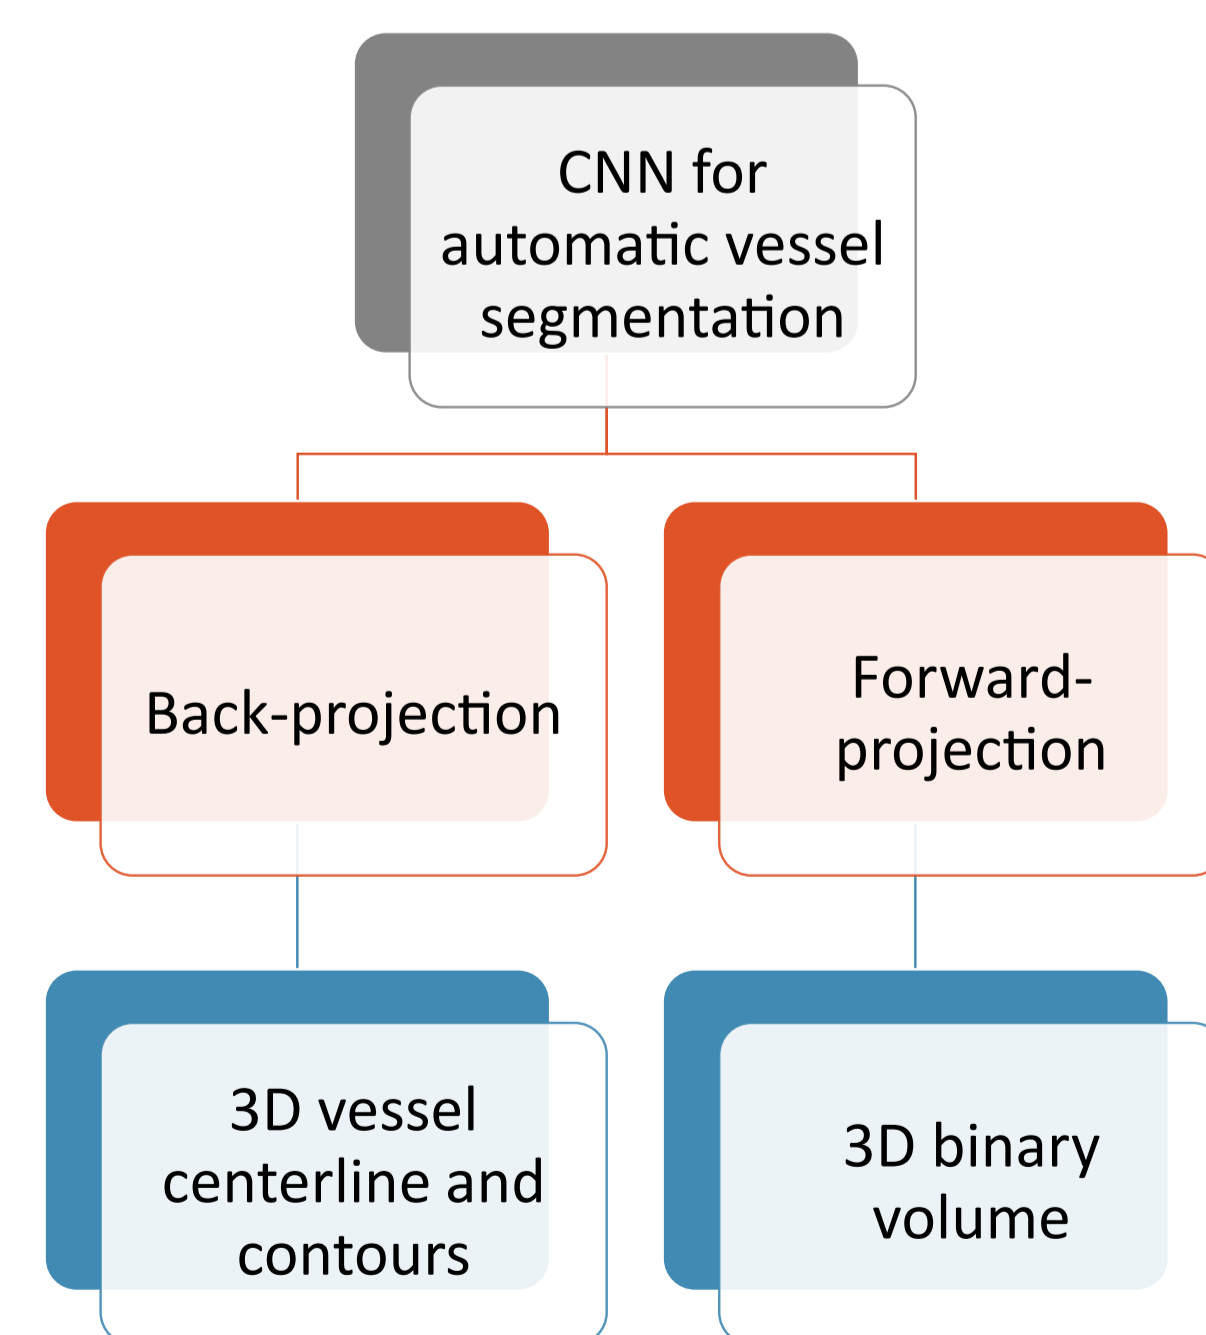 CNN for
automatic vessel
segmentation
Back-projection
Forward-
projection
3D vessel
centerline and
contours
3D binary
volume